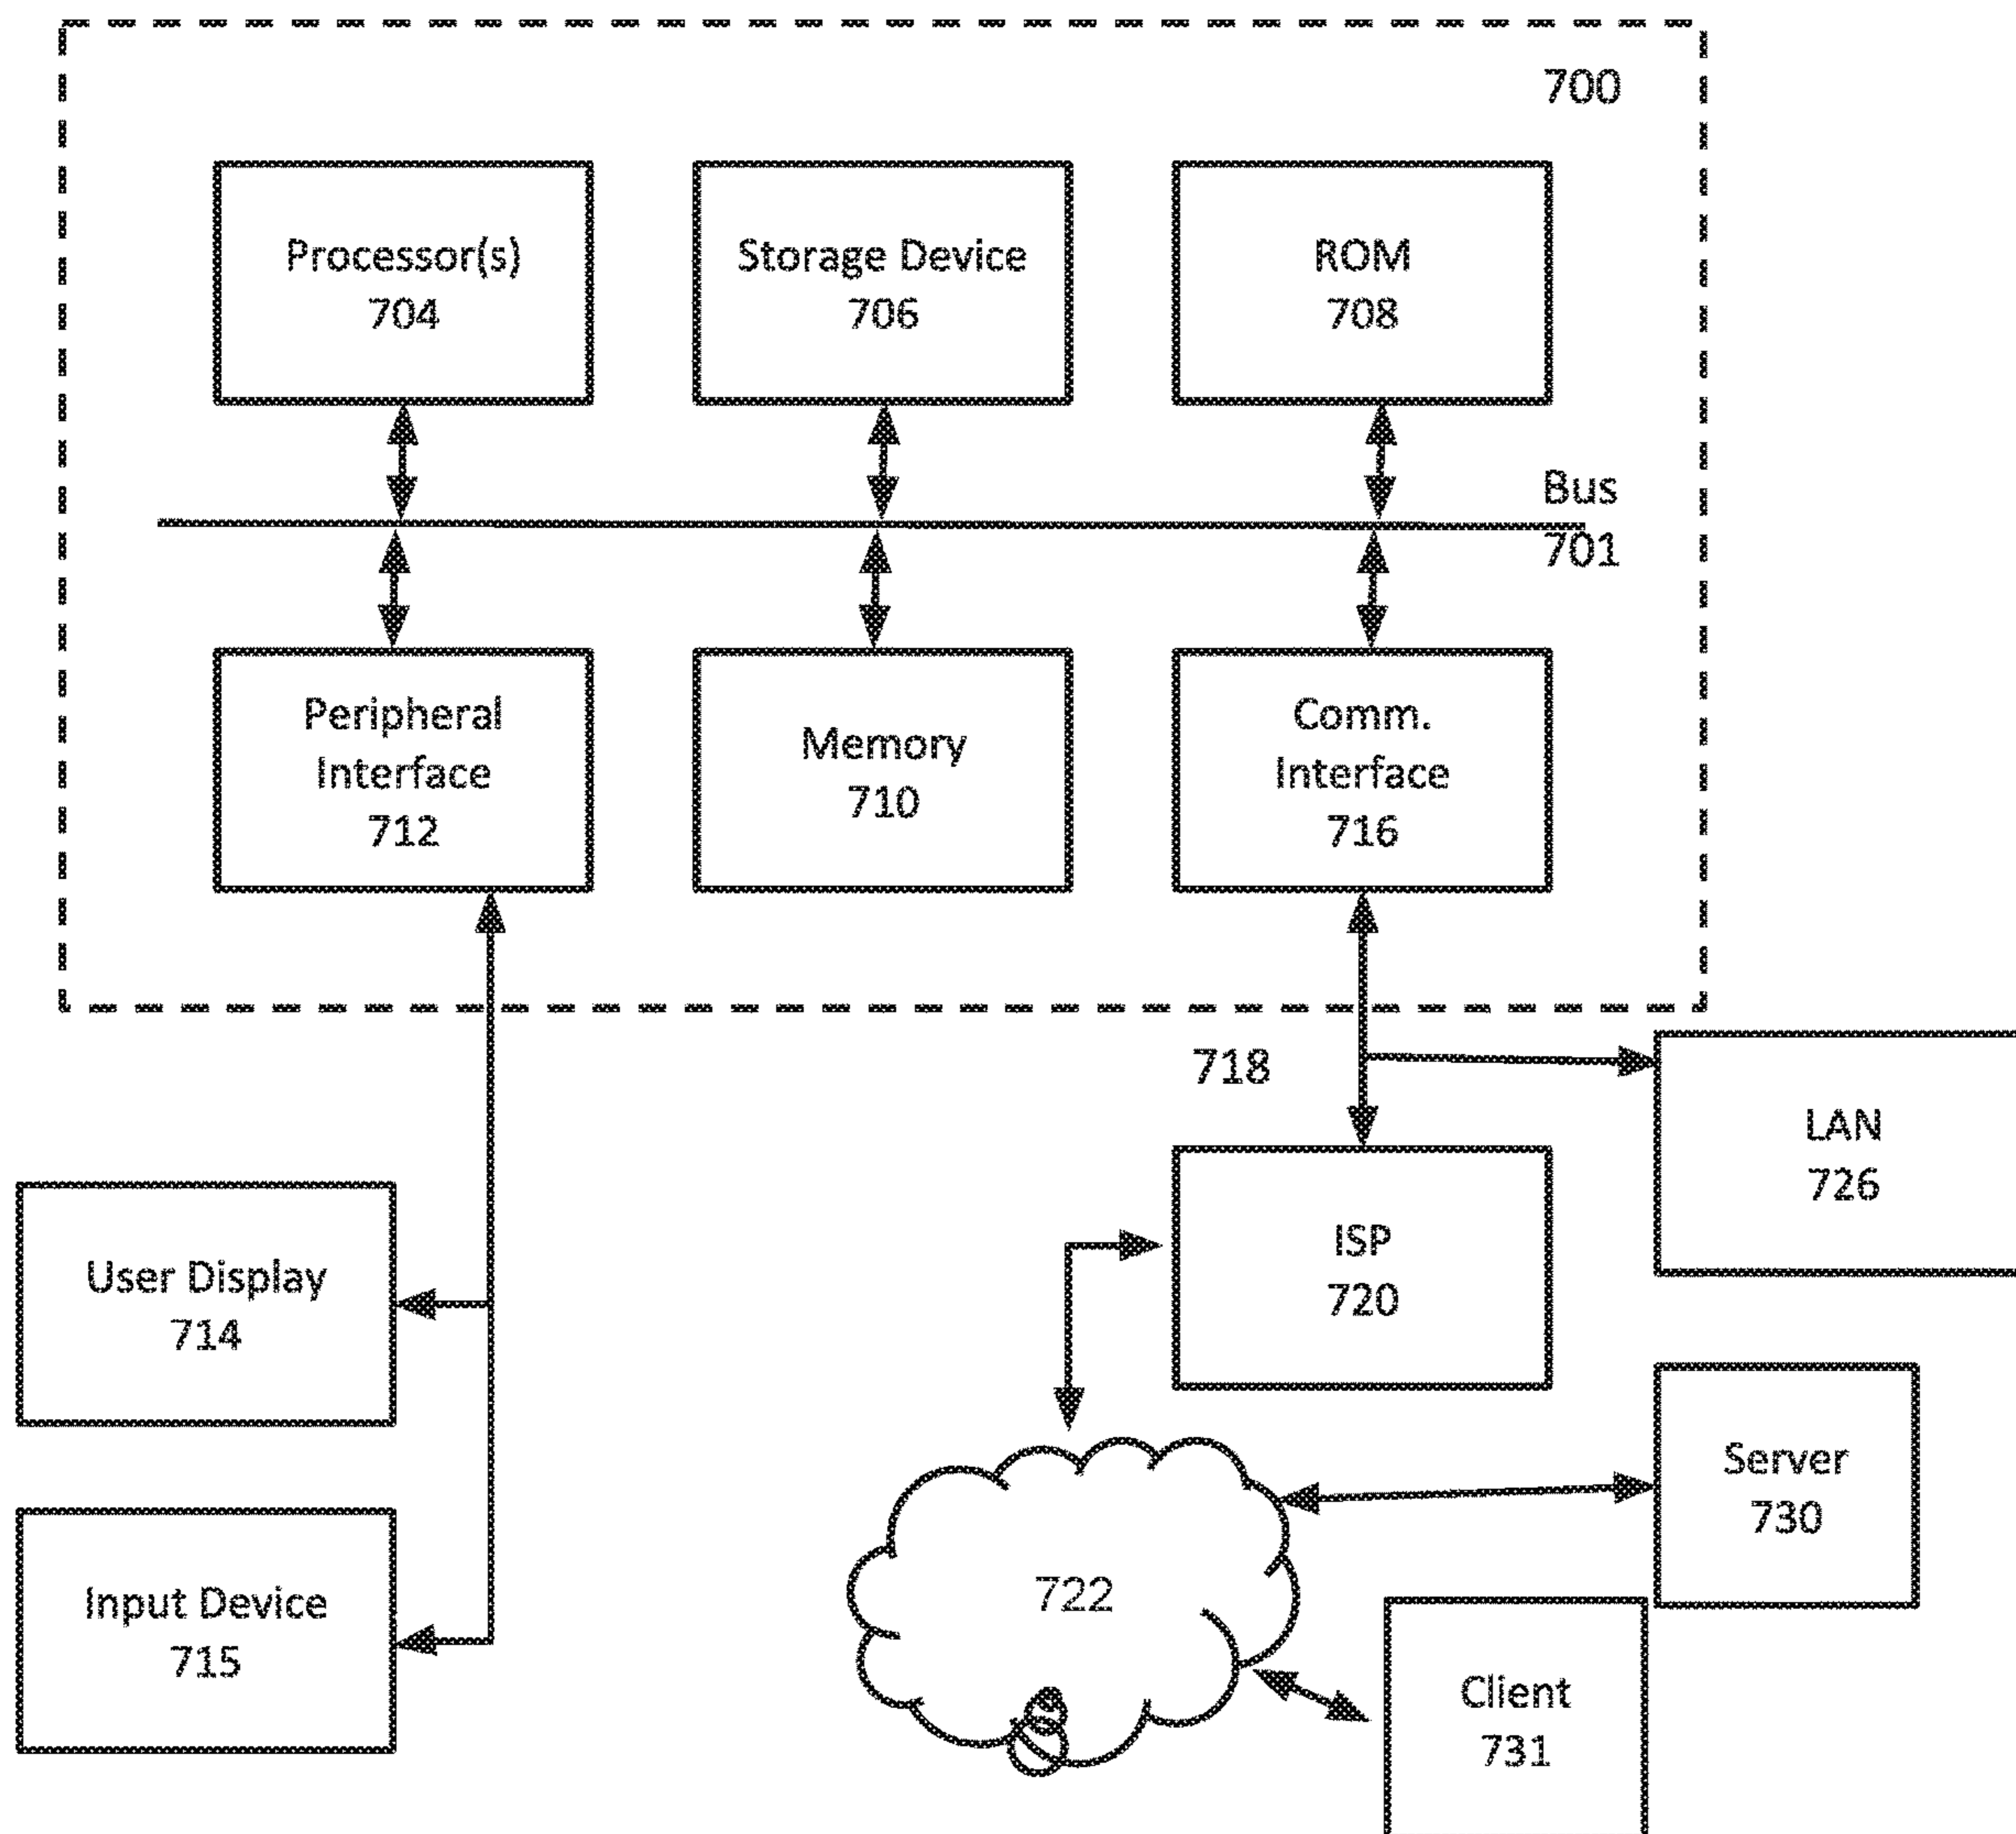 700
Processor(s)
704
Storage Device
706
ROM
708
Bus
701
Peripheral
Interface
712
Memory
710
Comm.
Interface
716
718
LAN
726
User Display
714
ISP
720
Server
730
Input Device
715
722
Client
731